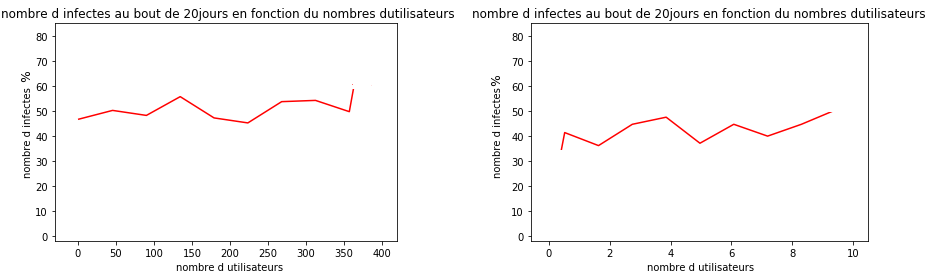 nombre d infectes au bout de 20jours en fonction du nombres dutilisateurs
nombre d infectes %
80
70
60
50
40
30
20
10
0
0 50 100 150 200 250 300 350 400
nombre d utilisateurs
nombre d infectes au bout de 20jours en fonction du nombres dutilisateurs
nombre d infectes %
80
70
60
50
40
30
20
10
0
0 2 4 6 8 10
nombre d utilisateurs